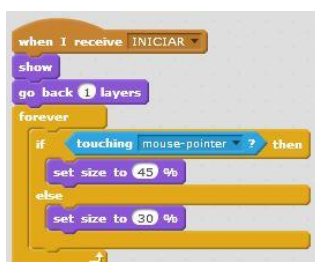 when I receive INICIAR
show
go back 1 layers
forever
if touching mouse-pointer ? then
set size to 45 %
else
set size to 30 %